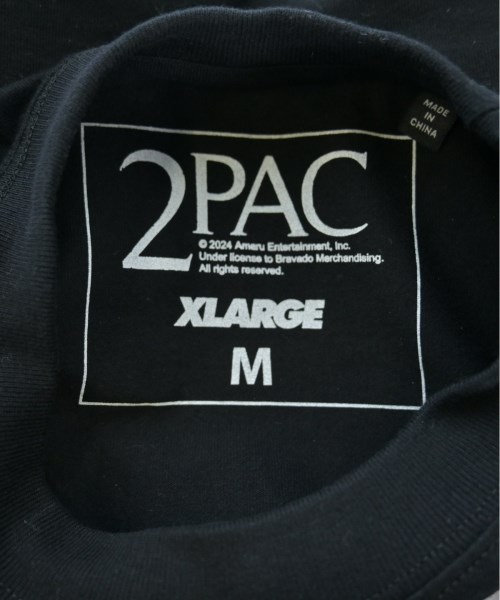 MADE
IN
CHINA
2PAC
© 2024 Amaru Entertainment, Inc.
Under license to Bravado Merchandising.
All rights reserved.
XLARGE
M